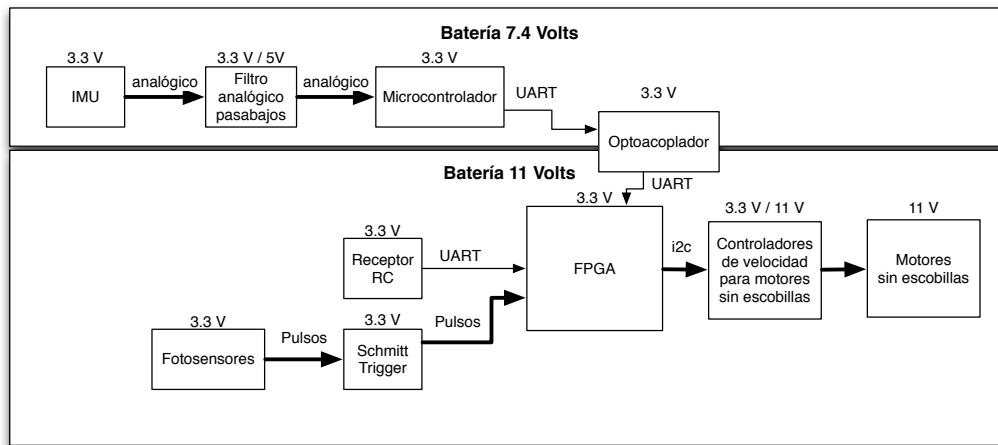 Batería 7.4 Volts
3.3 V
IMU
analógico
3.3 V / 5V
Filtro
analógico
pasabajos
analógico
3.3 V
Microcontrolador
UART
3.3 V
Optoacoplador
Batería 11 Volts
UART
3.3 V
FPGA
3.3 V
Receptor
RC
UART
3.3 V
Fotosensores
Pulsos
3.3 V
Schmitt
Trigger
Pulsos
i2c
3.3 V / 11 V
Controladores
de velocidad
para motores
sin escobillas
11 V
Motores
sin escobillas